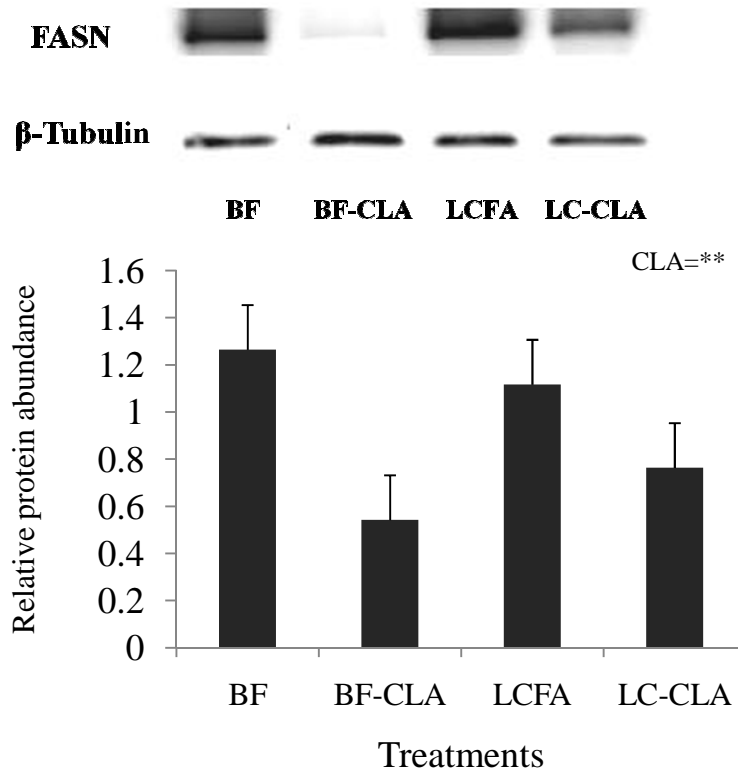 FASN
β-Tubulin
BF BF-CLA LCFA LC-CLA
CLA=**
1.6
1.4
1.2
1
0.8
0.6
0.4
0.2
0
Relative protein abundance
BF BF-CLA LCFA LC-CLA
Treatments